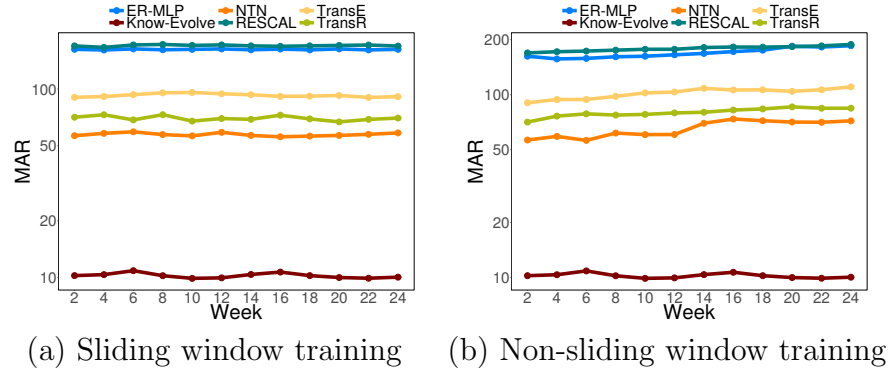 ER-MLP NTN TransE
Know-Evolve RESCAL TransR
MAR
100
50
20
10
2 4 6 8 10 12 14 16 18 20 22 24
Week
(a) Sliding window training
ER-MLP NTN TransE
Know-Evolve RESCAL TransR
MAR
200
100
50
20
10
2 4 6 8 10 12 14 16 18 20 22 24
Week
(b) Non-sliding window training